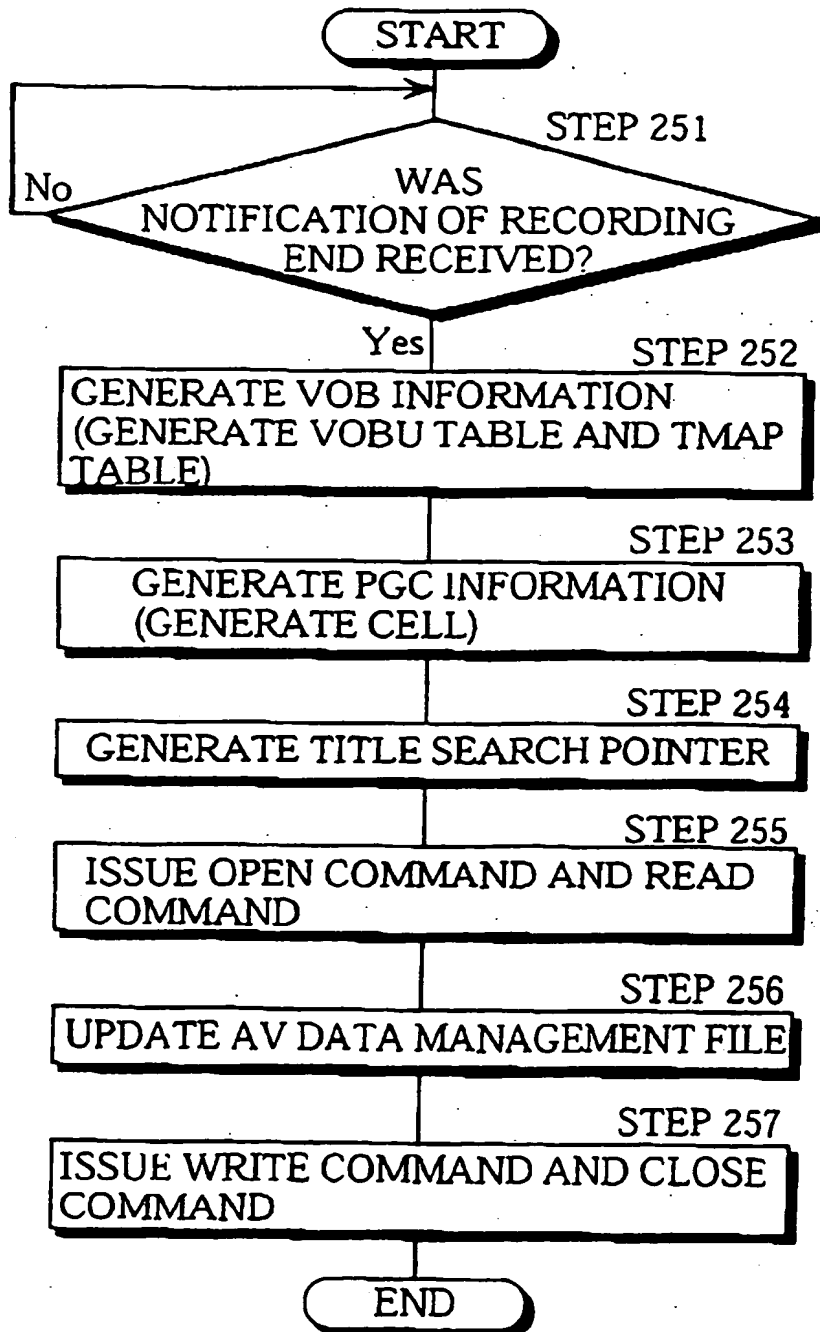 START
STEP 251
No
WAS
NOTIFICATION OF RECORDING
END RECEIVED?
Yes
STEP 252
GENERATE VOB INFORMATION
(GENERATE VOBU TABLE AND TMAP
TABLE)
STEP 253
GENERATE PGC INFORMATION
(GENERATE CELL)
STEP 254
GENERATE TITLE SEARCH POINTER
STEP 255
ISSUE OPEN COMMAND AND READ
COMMAND
STEP 256
UPDATE AV DATA MANAGEMENT FILE
STEP 257
ISSUE WRITE COMMAND AND CLOSE
COMMAND
END